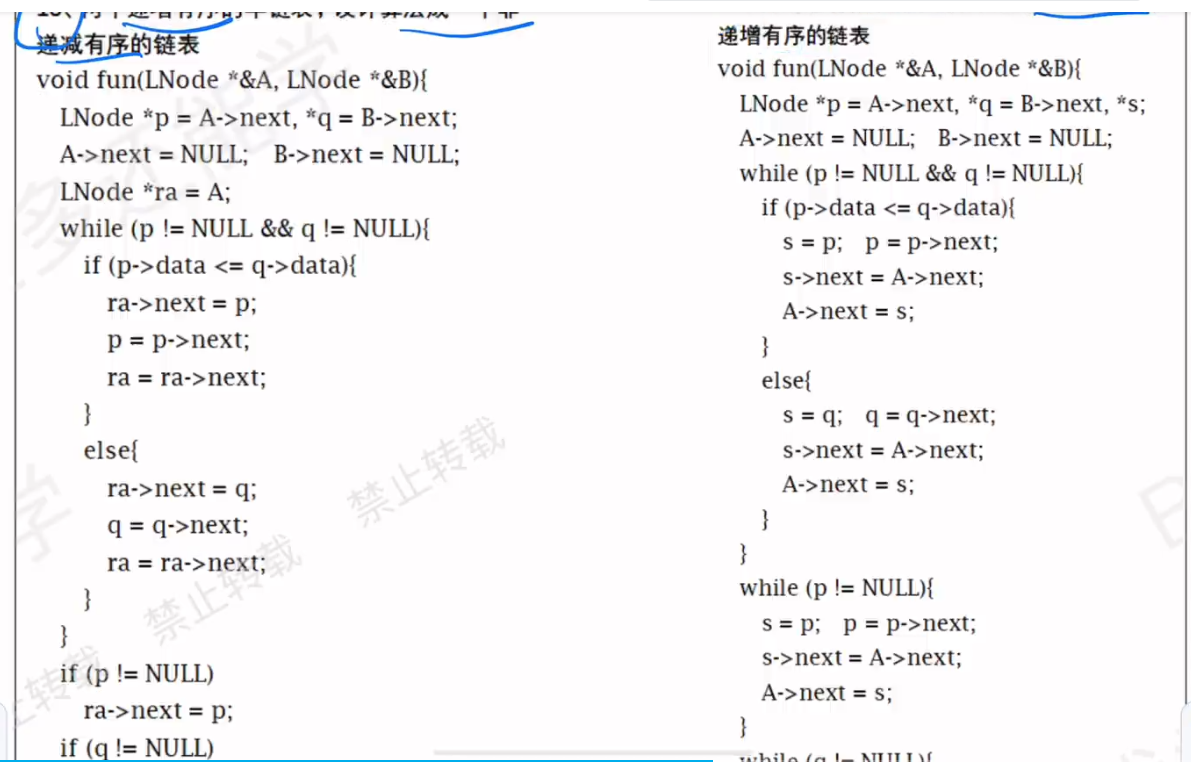 递减有序的链表
void fun(LNode *&A, LNode *&B){
LNode *p = A->next, *q = B->next;
A->next = NULL; B->next = NULL;
LNode *ra = A;
while (p != NULL && q != NULL){
if (p->data <= q->data){
ra->next = p;
p = p->next;
ra = ra->next;
}
else{
ra->next = q;
q = q->next;
ra = ra->next;
}
}
if (p != NULL)
ra->next = p;
if (q != NULL)
递增有序的链表
void fun(LNode *&A, LNode *&B){
LNode *p = A->next, *q = B->next, *s;
A->next = NULL; B->next = NULL;
while (p != NULL && q != NULL){
if (p->data <= q->data){
s = p; p = p->next;
s->next = A->next;
A->next = s;
}
else{
s = q; q = q->next;
s->next = A->next;
A->next = s;
}
}
while (p != NULL){
s = p; p = p->next;
s->next = A->next;
A->next = s;
}
while (q != NULL){
禁止转载
禁止转载